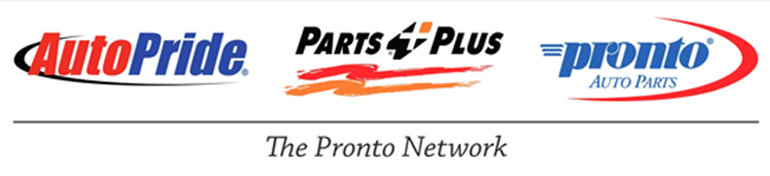 AutoPride®
PARTS PLUS
pronto®
AUTO PARTS
The Pronto Network